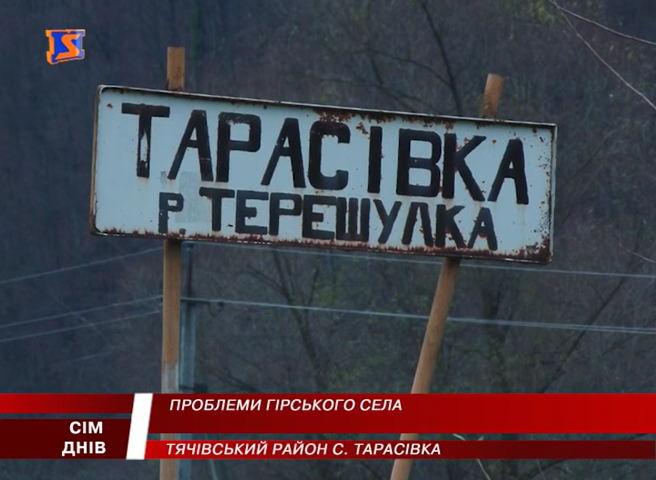 ТАРАСІВКА
Р. ТЕРЕШУЛКА
ПРОБЛЕМИ ГІРСЬКОГО СЕЛА
СІМ
ДНІВ
ТЯЧІВСЬКИЙ РАЙОН С. ТАРАСІВКА